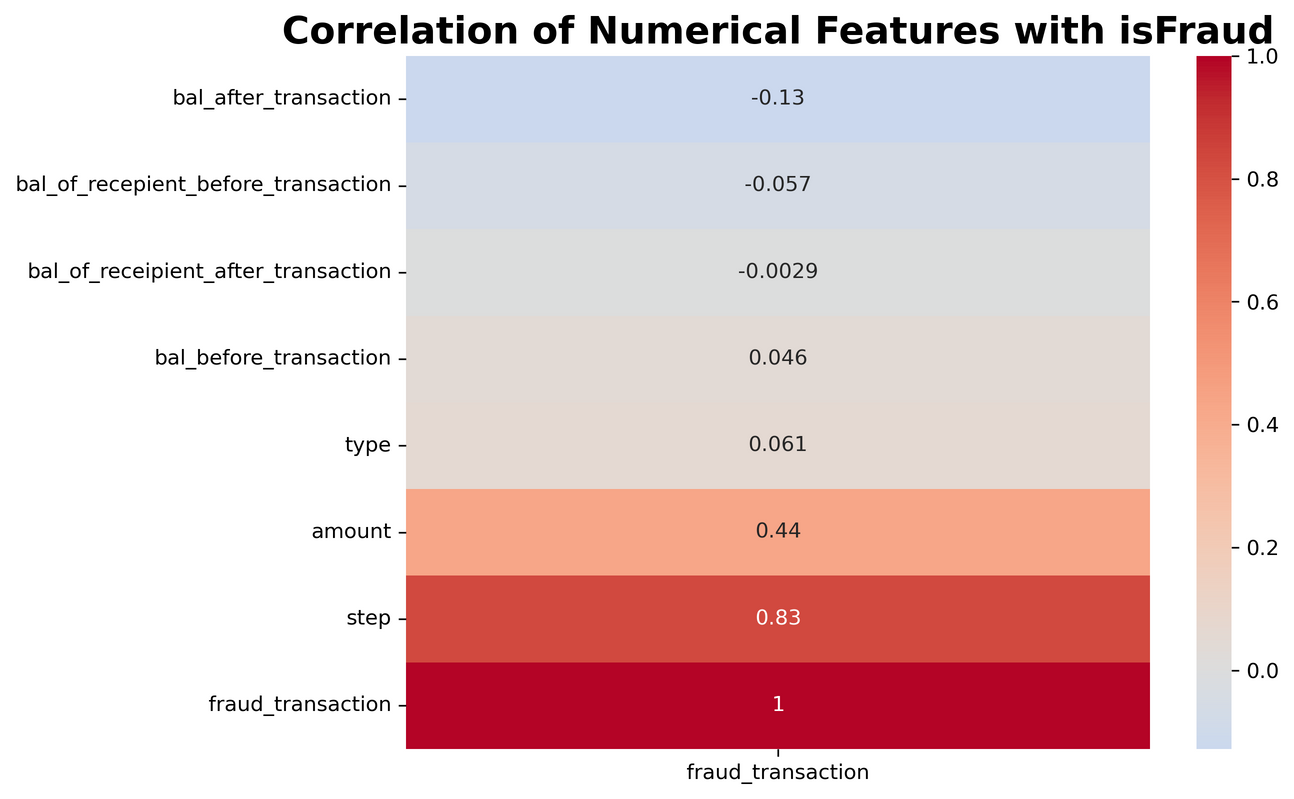 Correlation of Numerical Features with isFraud
bal_after_transaction
-0.13
bal_of_recepient_before_transaction
-0.057
bal_of_receipient_after_transaction
-0.0029
bal_before_transaction
0.046
type
0.061
amount
0.44
step
0.83
fraud_transaction
1
fraud_transaction
1.0
0.8
0.6
0.4
0.2
0.0